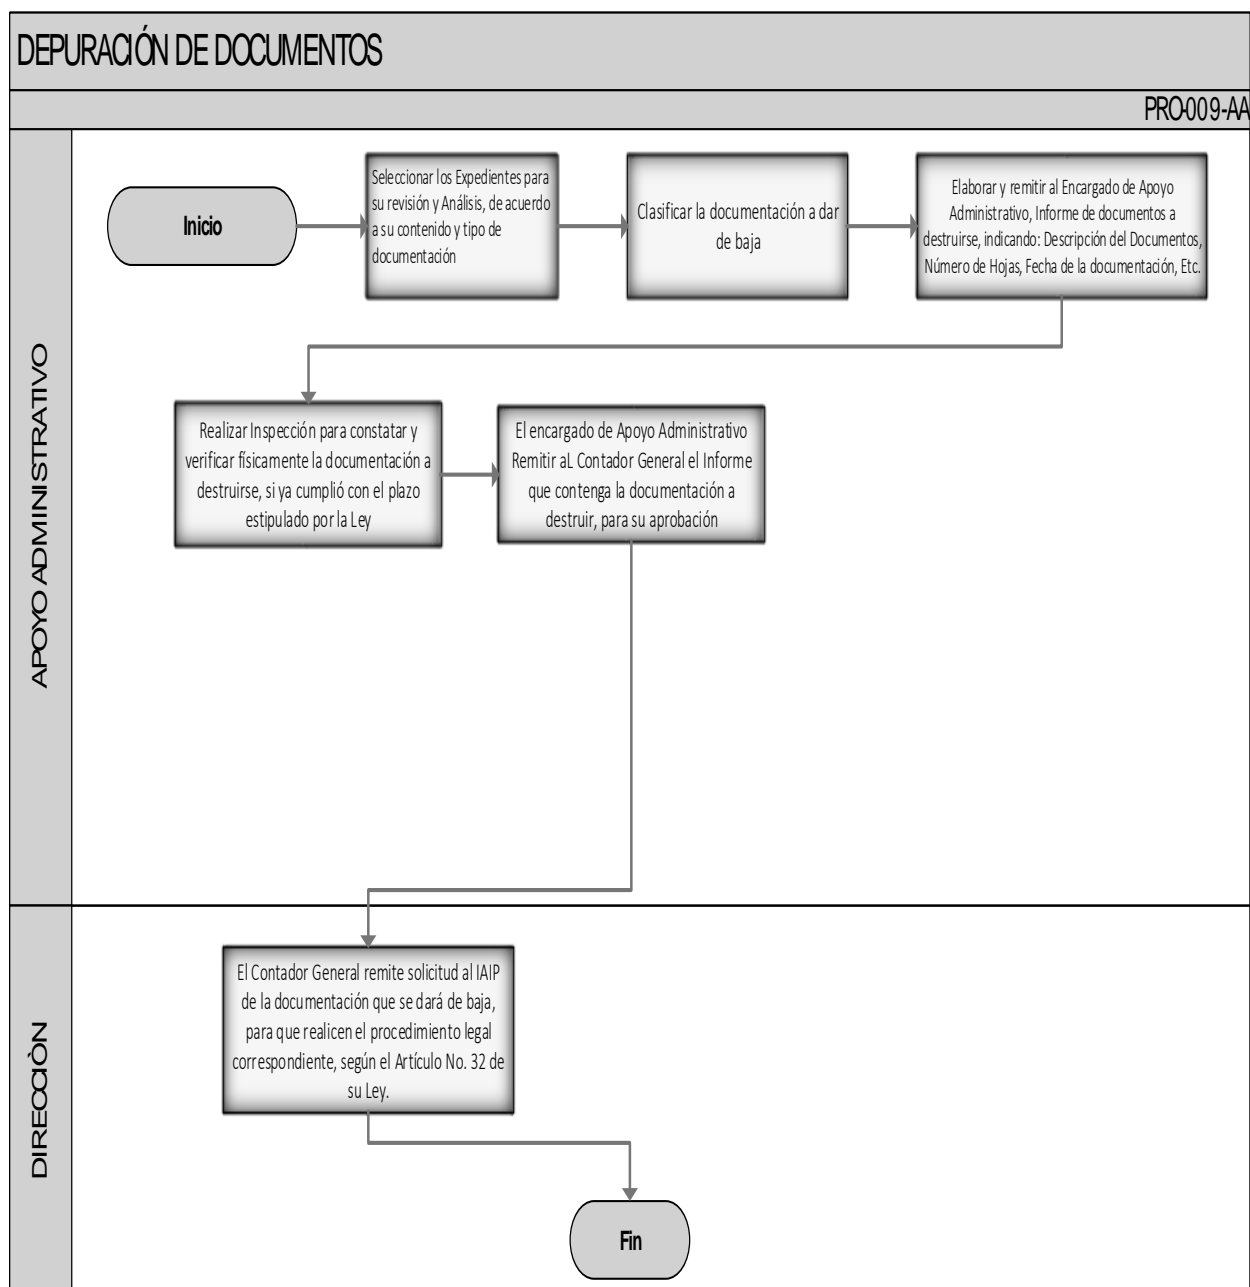 DEPURACIÓN DE DOCUMENTOS
PRO-009-AA
APOYO ADMINISTRATIVO
Inicio
Seleccionar los Expedientes para
su revisión y Análisis, de acuerdo
a su contenido y tipo de
documentación
Clasificar la documentación a dar
de baja
Elaborar y remitir al Encargado de Apoyo
Administrativo, Informe de documentos a
destruirse, indicando: Descripción del Documentos,
Número de Hojas, Fecha de la documentación, Etc.
Realizar Inspección para constatar y
verificar físicamente la documentación a
destruirse, si ya cumplió con el plazo
estipulado por la Ley
El encargado de Apoyo Administrativo
Remitir aL Contador General el Informe
que contenga la documentación a
destruir, para su aprobación
DIRECCIÒN
El Contador General remite solicitud al IAIP
de la documentación que se dará de baja,
para que realicen el procedimiento legal
correspondiente, según el Artículo No. 32 de
su Ley.
Fin